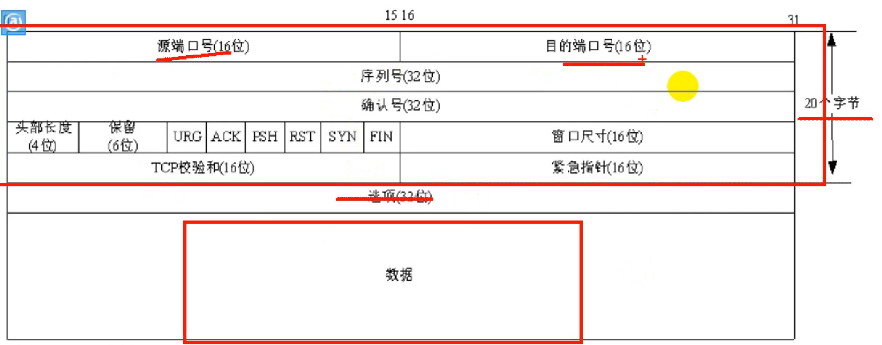 @
15 16
31
源端口号(16位)
目的端口号(16位)
序列号(32位)
确认号(32位)
20个字节
头部长度
(4位)
保留
(6位)
URG
ACK
PSH
RST
SYN
FIN
窗口尺寸(16位)
TCP校验和(16位)
紧急指针(16位)
选项(32位)
数据